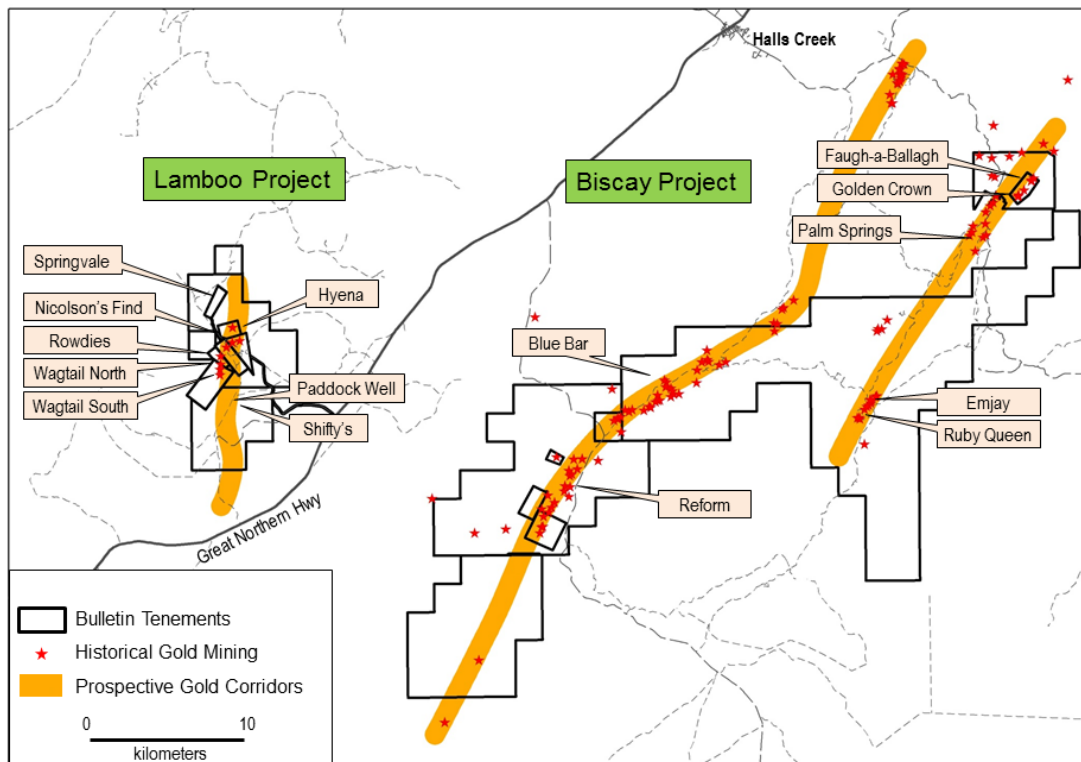 Halls Creek
Lamboo Project
Biscay Project
Faugh-a-Ballagh
Golden Crown
Palm Springs
Springvale
Nicolson's Find
Hyena
Rowdies
Wagtail North
Wagtail South
Paddock Well
Shifty's
Blue Bar
Emjay
Ruby Queen
Reform
Great Northern Hwy
Bulletin Tenements
Historical Gold Mining
Prospective Gold Corridors
0 10
kilometers